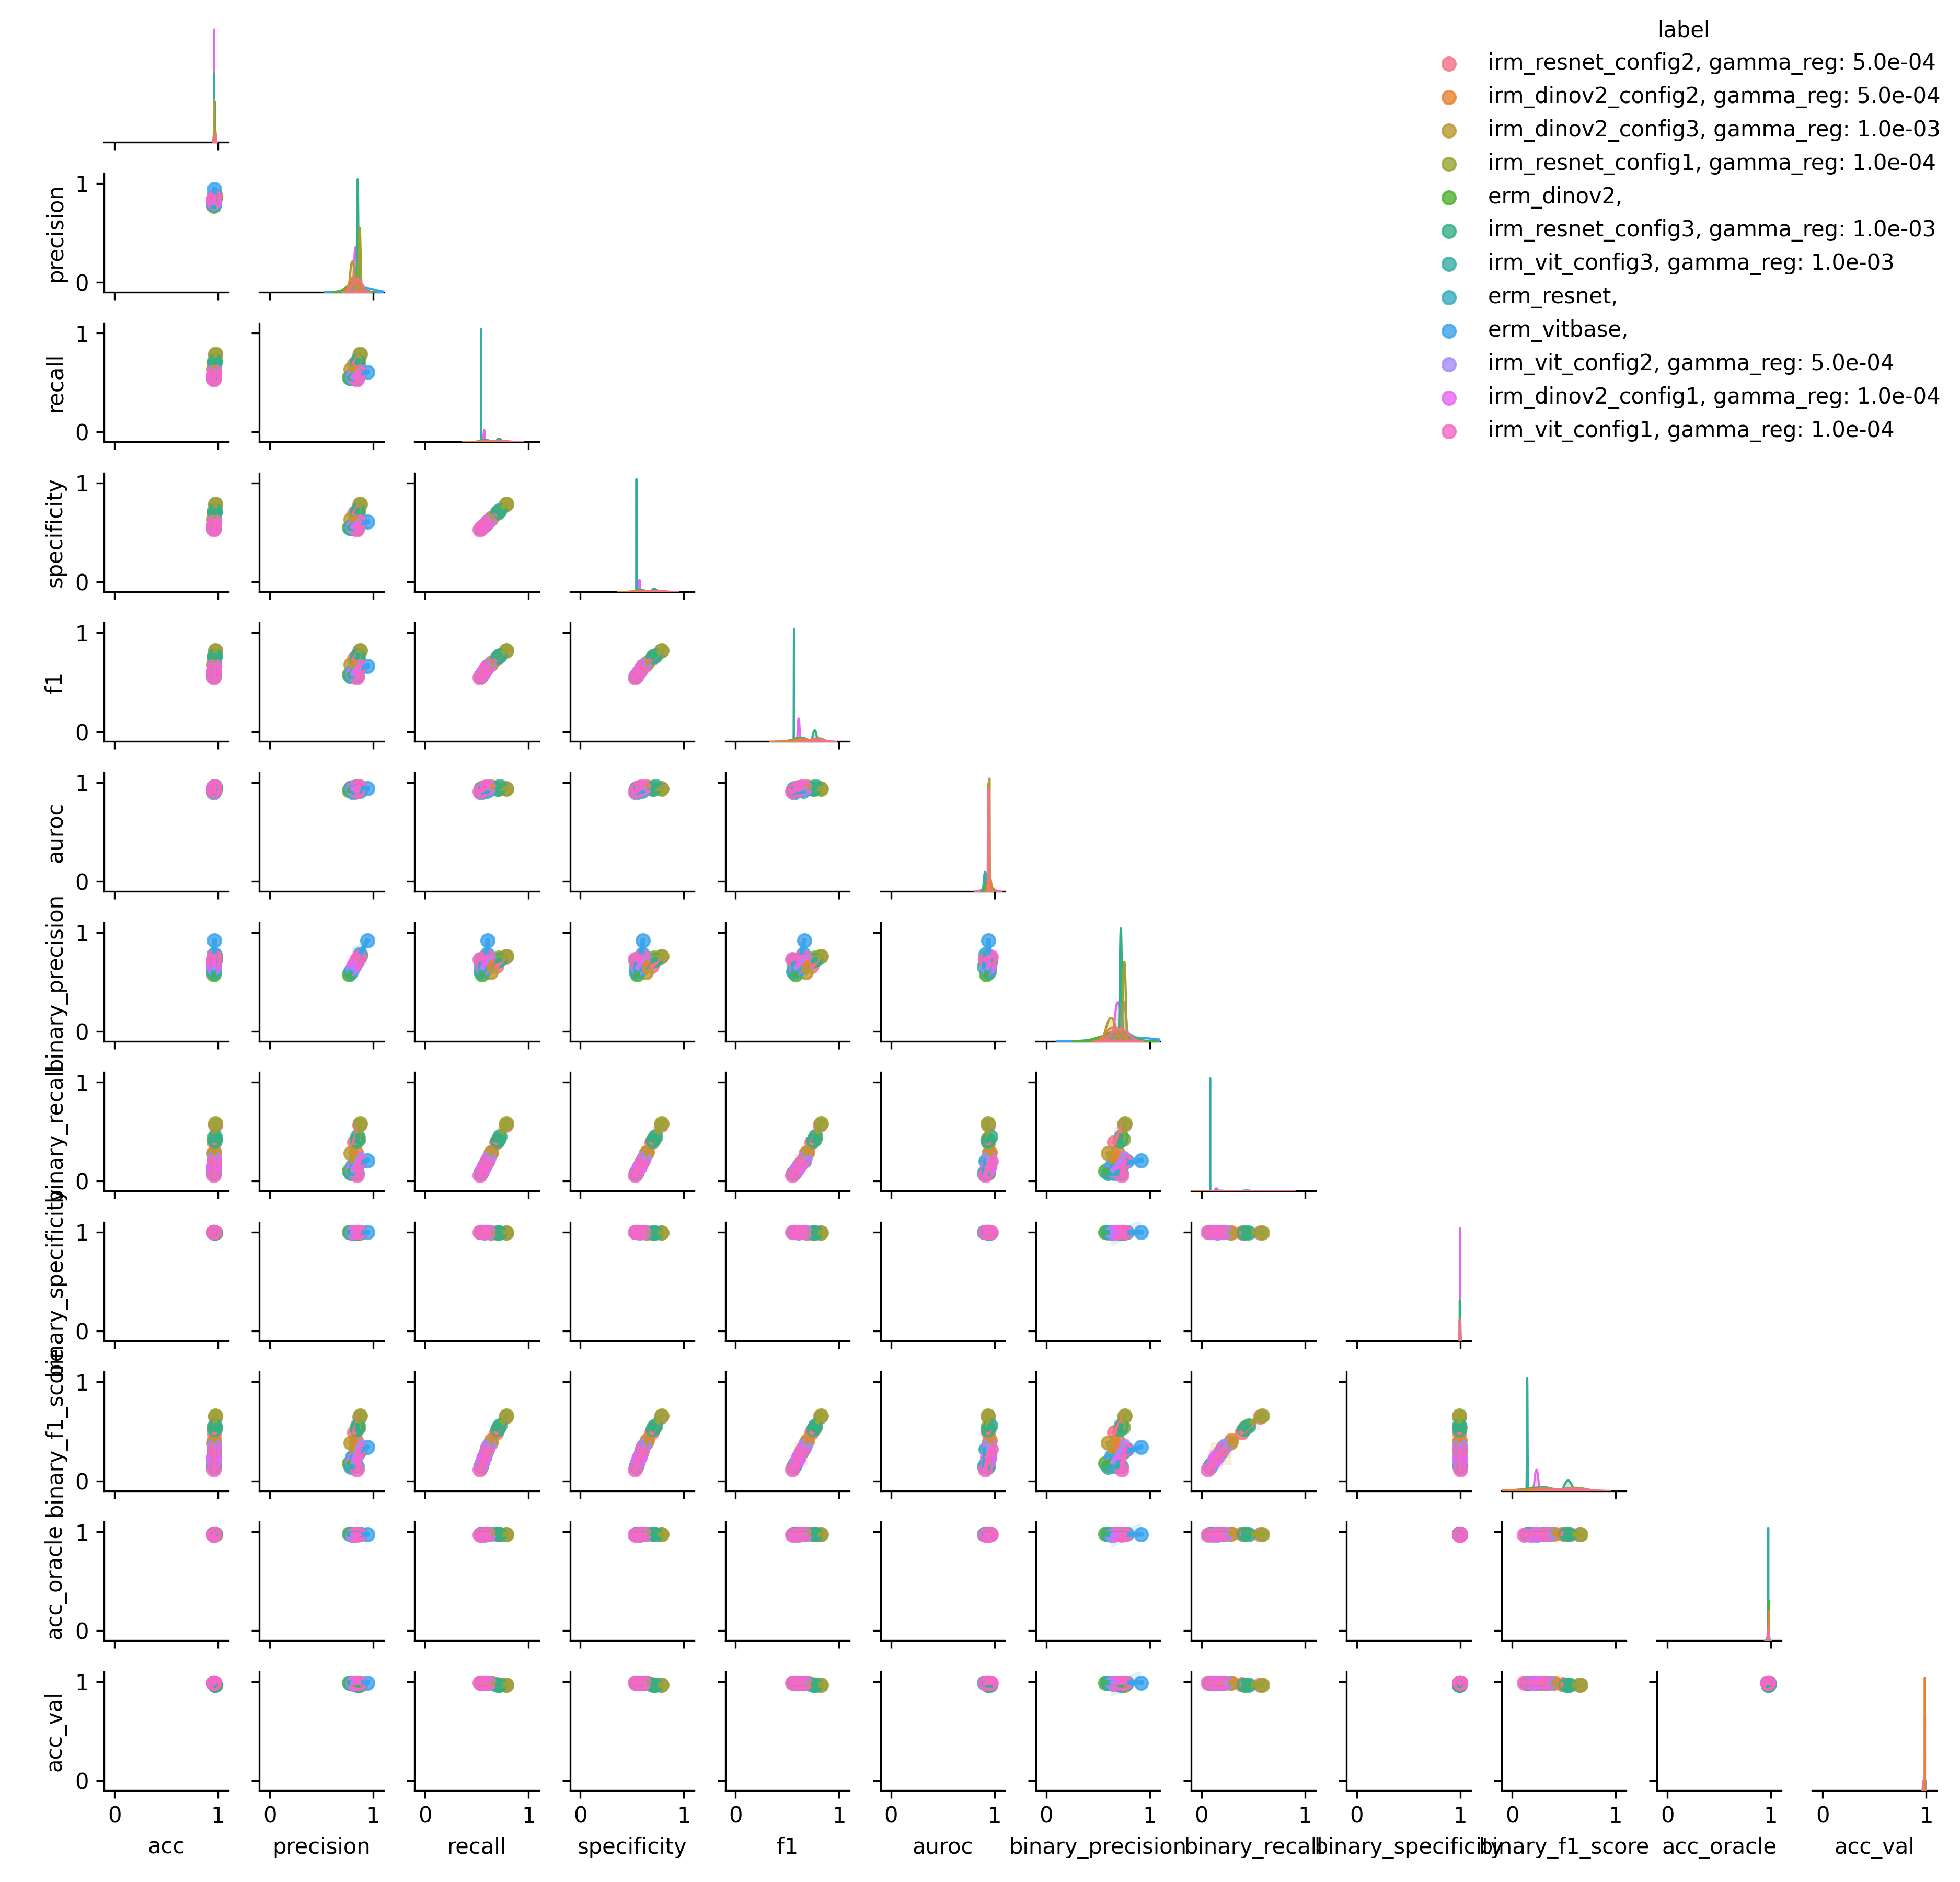 label
irm_resnet_config2, gamma_reg: 5.0e-04
irm_dinov2_config2, gamma_reg: 5.0e-04
irm_dinov2_config3, gamma_reg: 1.0e-03
irm_resnet_config1, gamma_reg: 1.0e-04
erm_dinov2,
irm_resnet_config3, gamma_reg: 1.0e-03
irm_vit_config3, gamma_reg: 1.0e-03
erm_resnet,
erm_vitbase,
irm_vit_config2, gamma_reg: 5.0e-04
irm_dinov2_config1, gamma_reg: 1.0e-04
irm_vit_config1, gamma_reg: 1.0e-04
precision
1
0
recall
1
0
specificity
1
0
f1
1
0
auroc
1
0
binary_precision
1
0
binary_recall
1
0
binary_specificity
1
0
binary_f1_score
1
0
acc_oracle
1
0
acc_val
1
0
0 1 0 1 0 1 0 1 0 1 0 1 0 1 0 1 0 1 0 1 0 1 0 1
acc precision recall specificity f1 auroc binary_precision binary_recall binary_specificity binary_f1_score acc_oracle acc_val